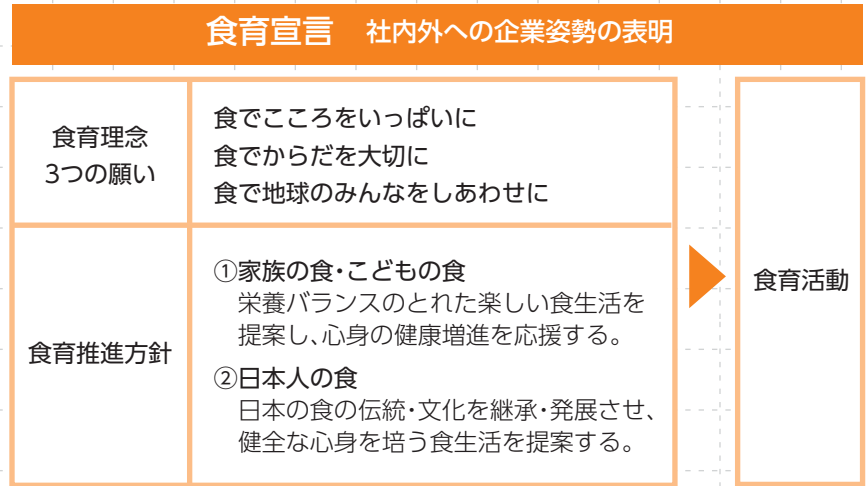 食育宣言 社内外への企業姿勢の表明
食育理念
3つの願い
食でこころをいっぱいに
食でからだを大切に
食で地球のみんなをしあわせに
食育推進方針
①家族の食・こどもの食
栄養バランスのとれた楽しい食生活を
提案し、心身の健康増進を応援する。
②日本人の食
日本の食の伝統・文化を継承・発展させ、
健全な心身を培う食生活を提案する。
食育活動